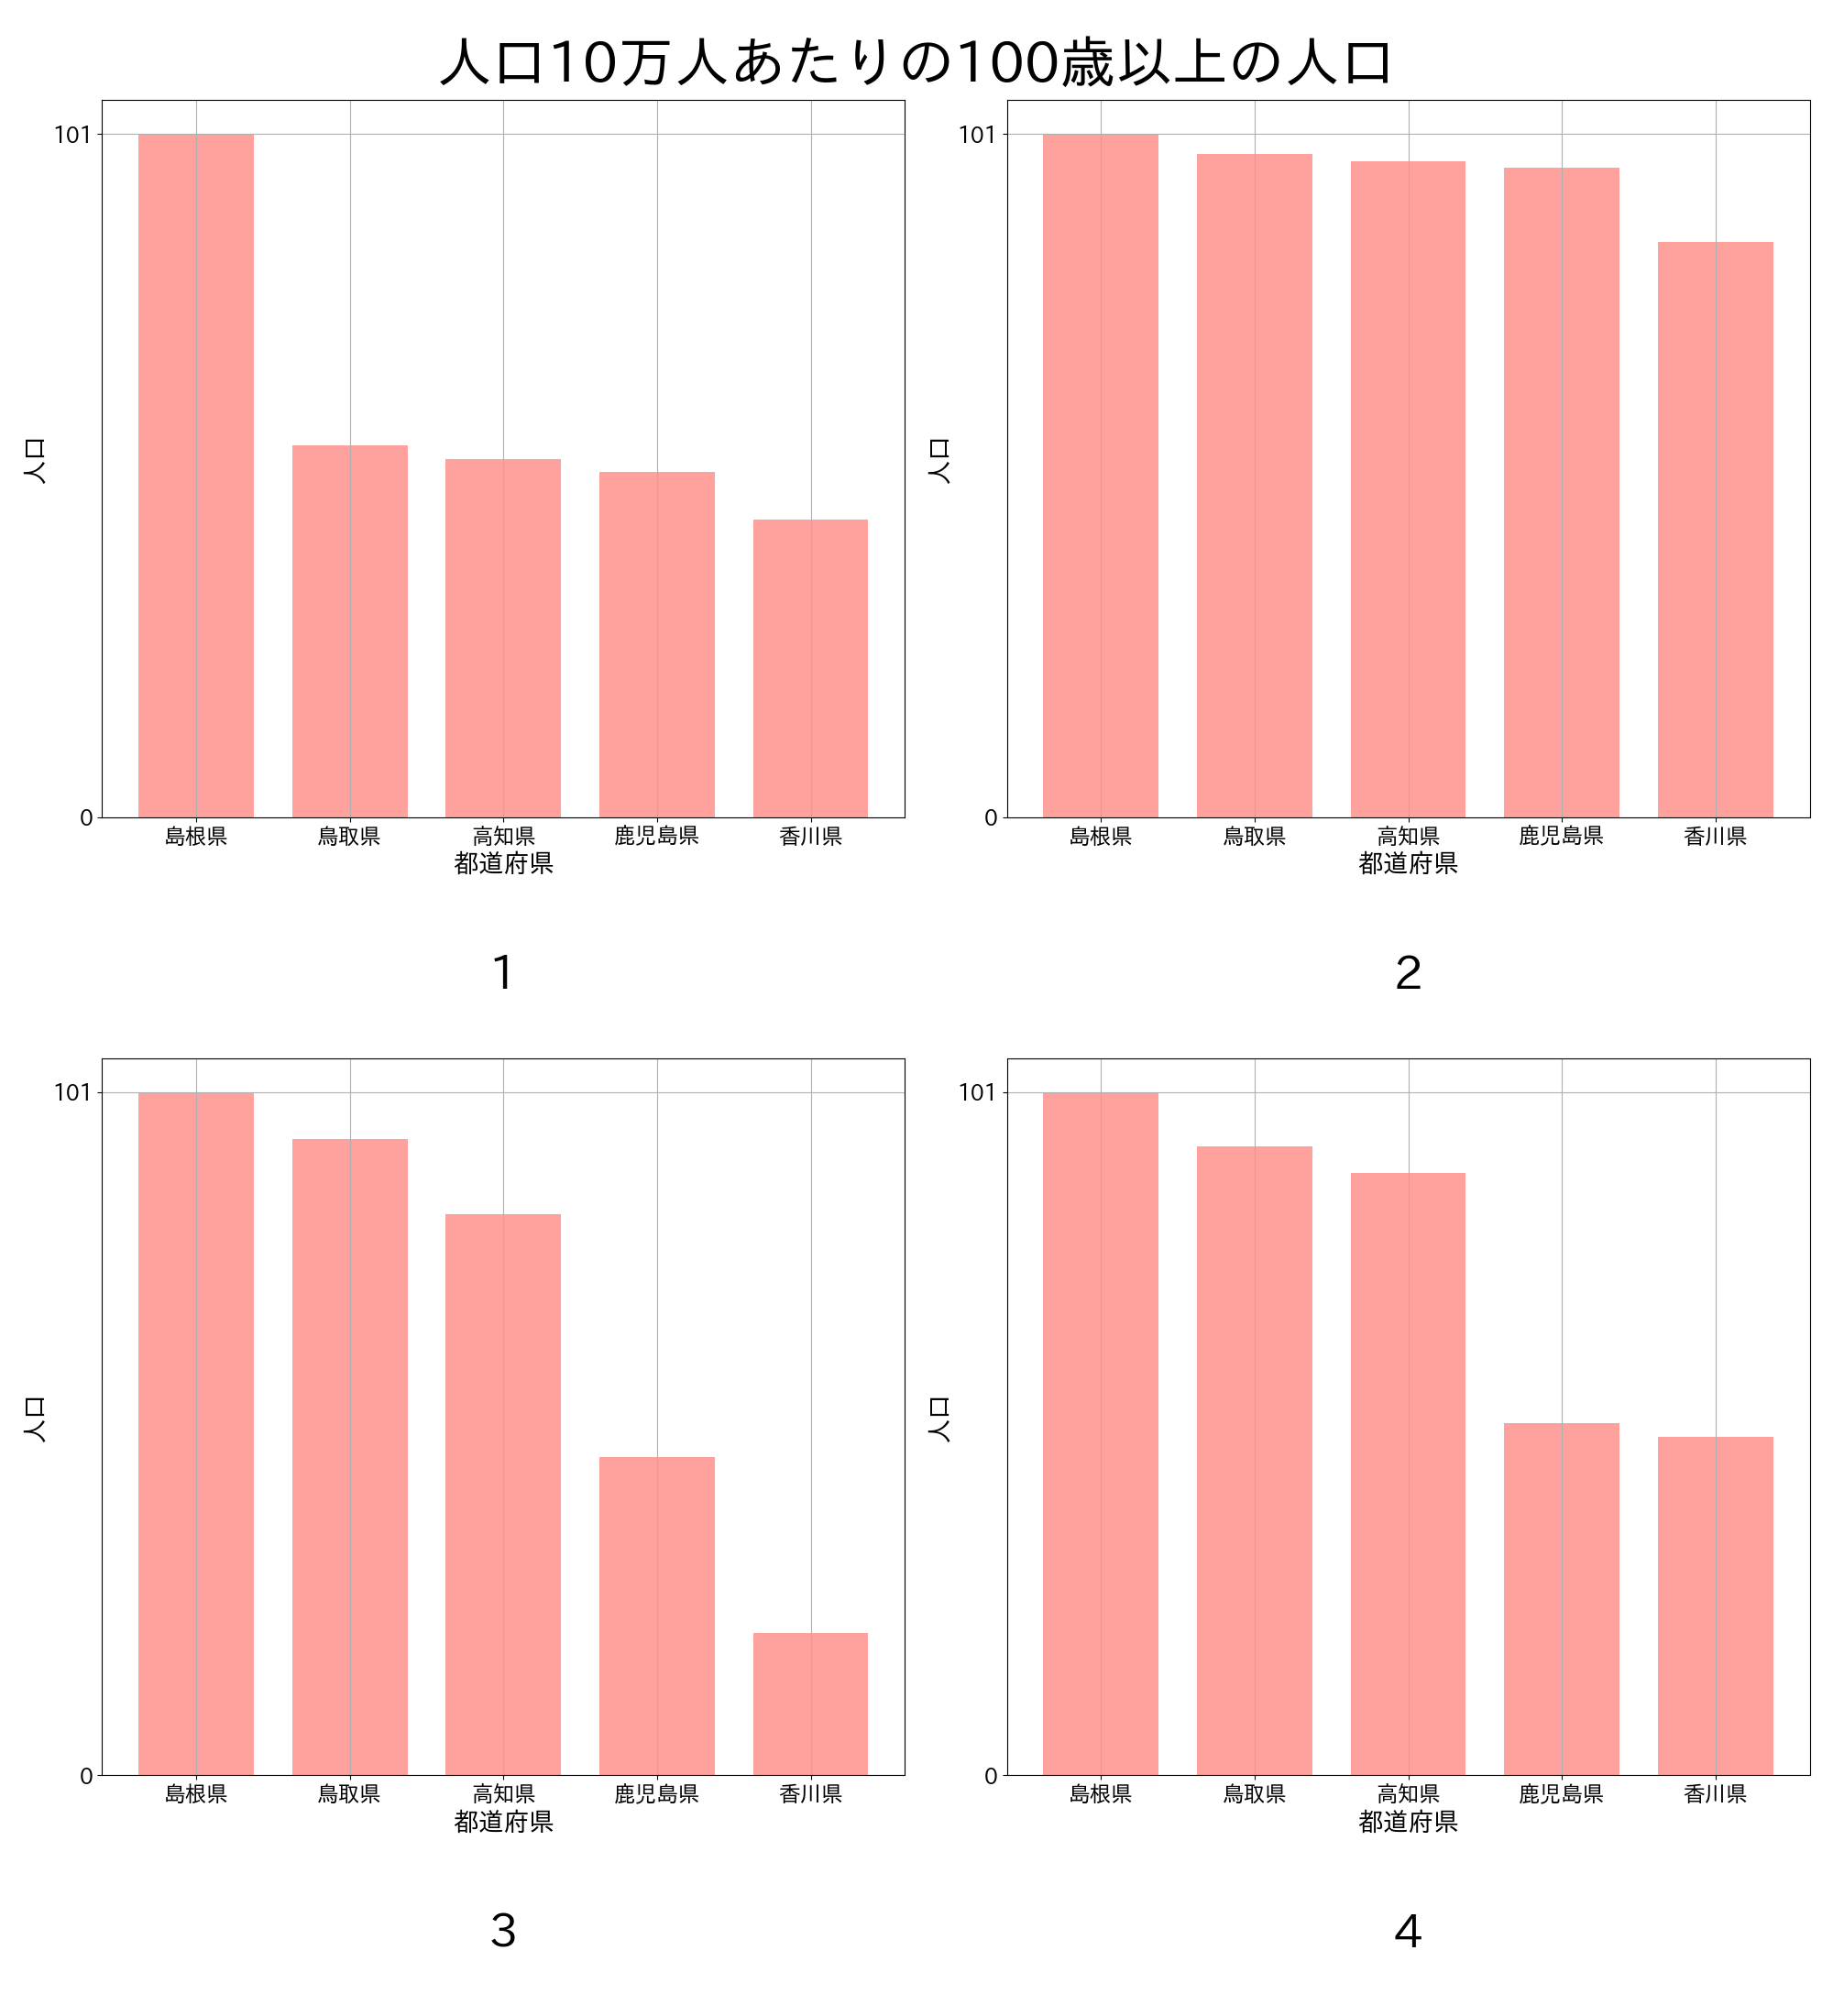 人口10万人あたりの100歳以上の人口
101
0
人口
島根県 鳥取県 高知県 鹿児島県 香川県
都道府県
1
101
0
人口
島根県 鳥取県 高知県 鹿児島県 香川県
都道府県
2
101
0
人口
島根県 鳥取県 高知県 鹿児島県 香川県
都道府県
3
101
0
人口
島根県 鳥取県 高知県 鹿児島県 香川県
都道府県
4